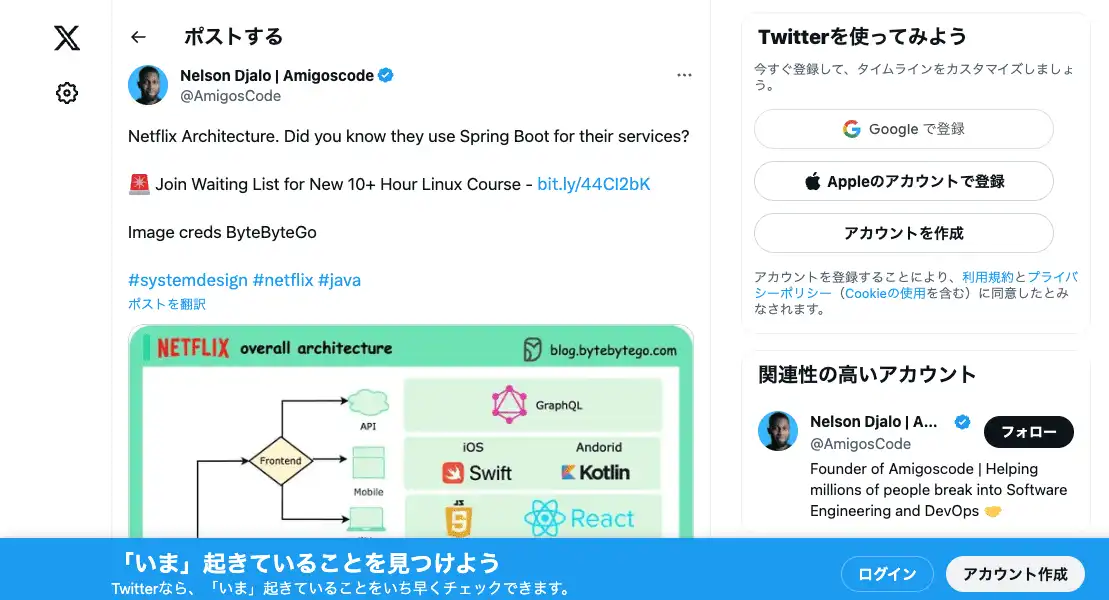 ポストする
Nelson Djalo | Amigoscode
@AmigosCode
Netflix Architecture. Did you know they use Spring Boot for their services?
🚨 Join Waiting List for New 10+ Hour Linux Course - bit.ly/44Cl2bK
Image creds ByteByteGo
#systemdesign #netflix #java
ポストを翻訳
NETFLIX overall architecture
blog.bytebytego.com
API
GraphQL
Frontend
Mobile
iOS
Andorid
Swift
Kotlin
JS
React
Twitterを使ってみよう
今すぐ登録して、タイムラインをカスタマイズしましょ
う。
Google で登録
Appleのアカウントで登録
アカウントを作成
アカウントを登録することにより、利用規約とプライバ
シーポリシー（Cookieの使用を含む）に同意したとみ
なされます。
関連性の高いアカウント
Nelson Djalo | A...
@AmigosCode
フォロー
Founder of Amigoscode | Helping
millions of people break into Software
Engineering and DevOps 🤝
「いま」起きていることを見つけよう
Twitterなら、「いま」起きていることをいち早くチェックできます。
ログイン
アカウント作成